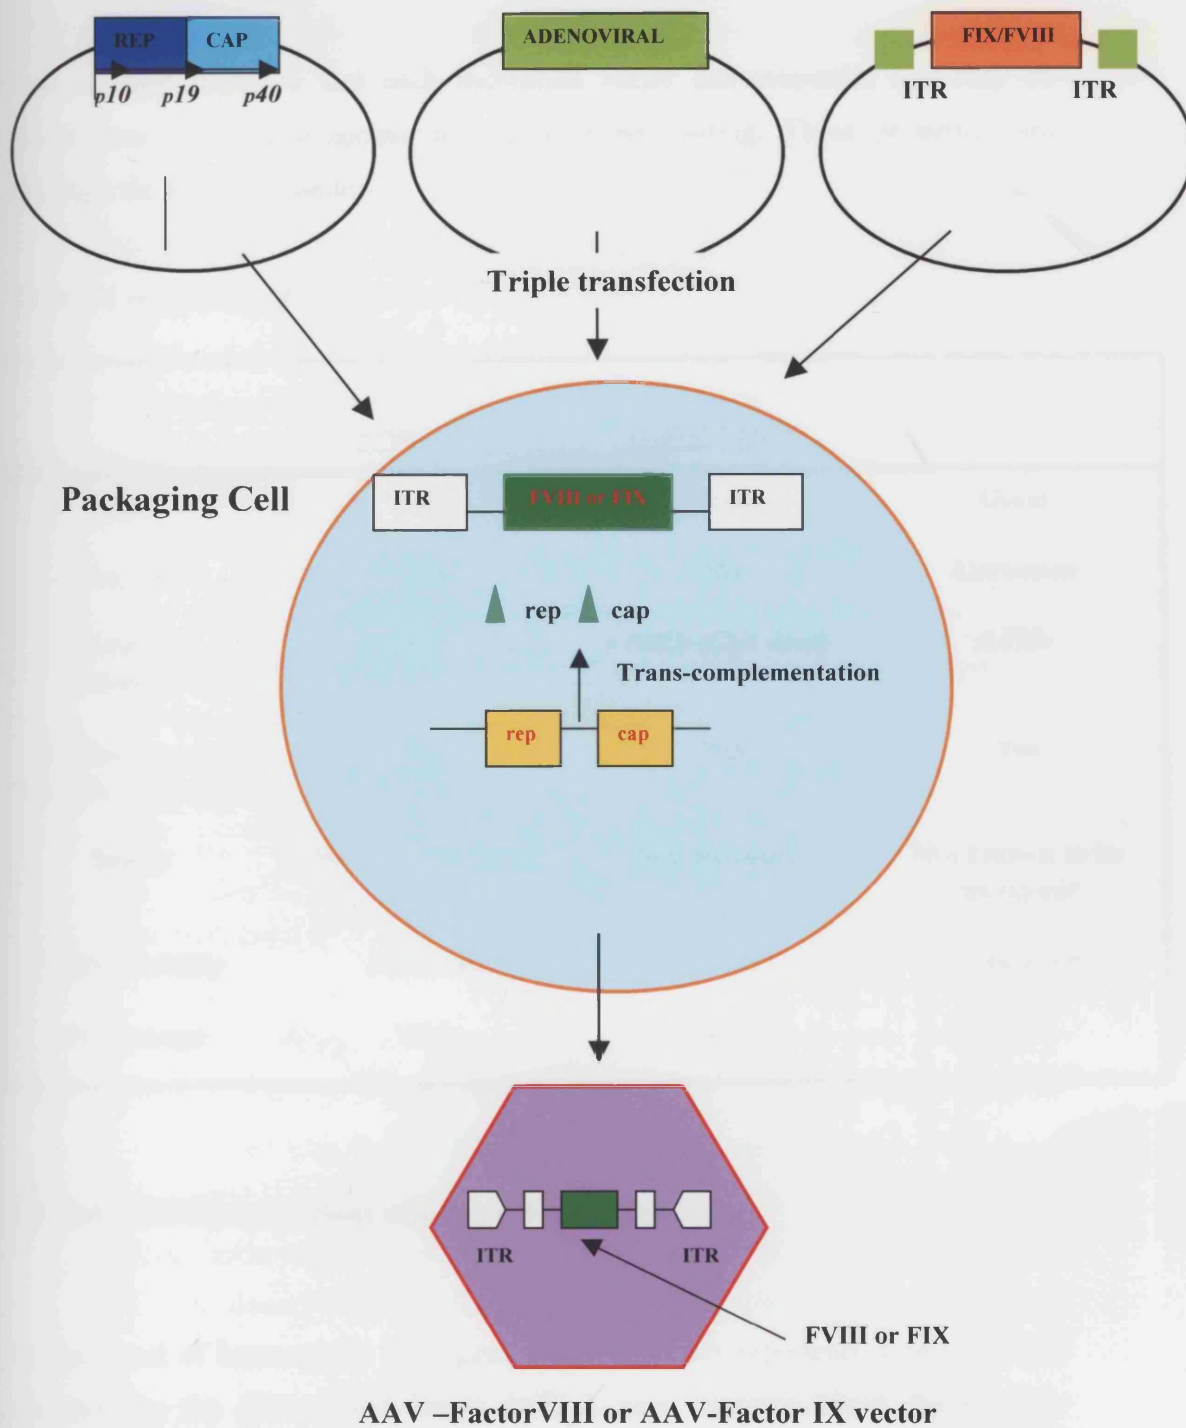 REP CAP
p10 p19 p40
ADENOVIRAL
FIX/FVIII
ITR ITR
Triple transfection
Packaging Cell
ITR FVIII or FIX ITR
rep cap
Trans-complementation
rep cap
ITR ITR
FVIII or FIX
AAV –FactorVIII or AAV-Factor IX vector